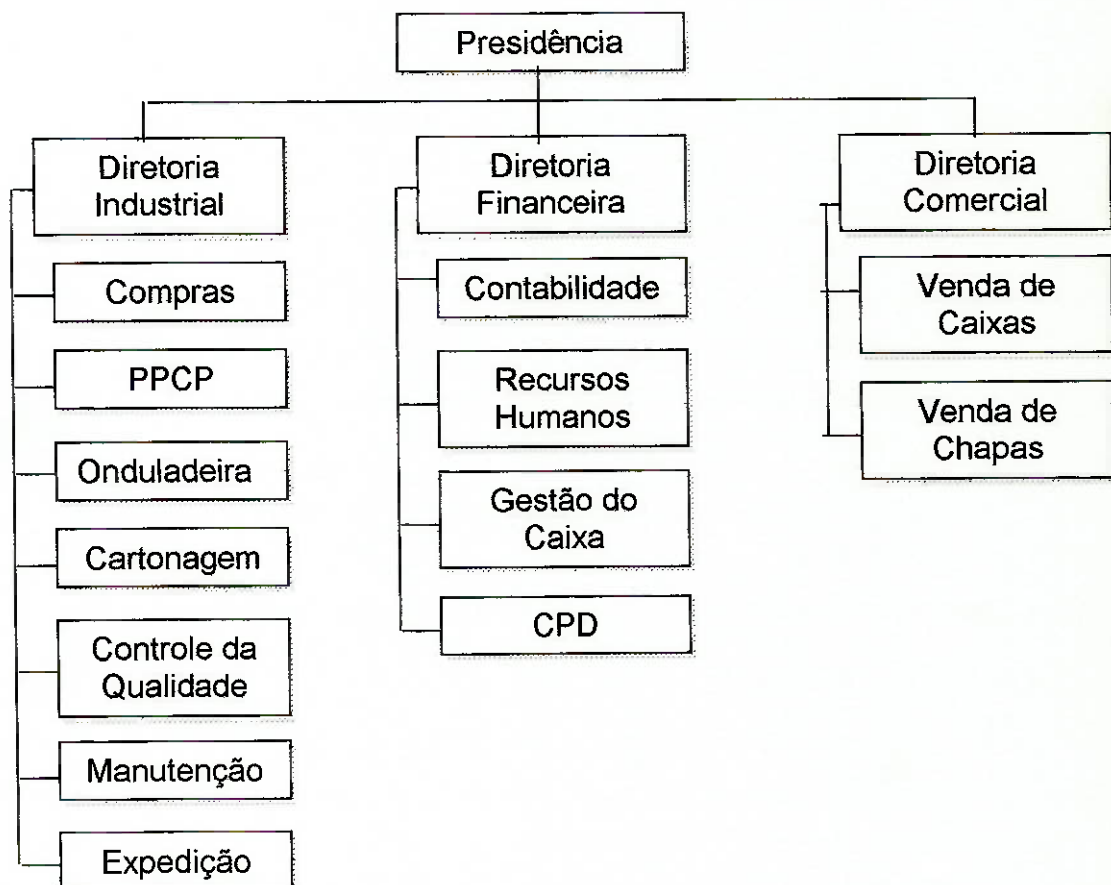 Presidência
Diretoria
Industrial
Compras
PPCP
Onduladeira
Cartonagem
Controle da
Qualidade
Manutenção
Expedição
Diretoria
Financeira
Contabilidade
Recursos
Humanos
Gestão do
Caixa
CPD
Diretoria
Comercial
Venda de
Caixas
Venda de
Chapas